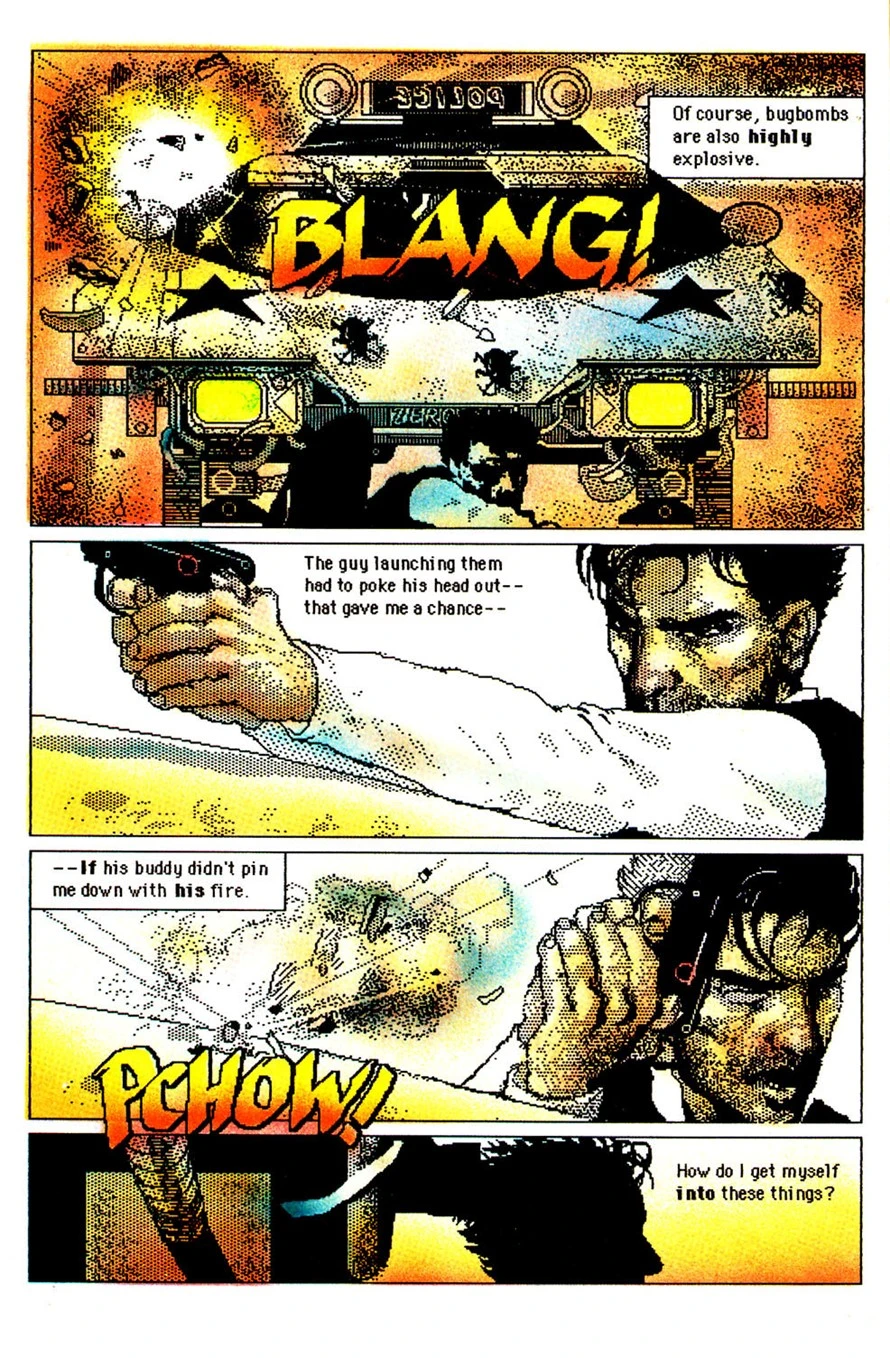 POLICE
Of course, bugbombs
are also highly
explosive.
BLANG!
The guy launching them
had to poke his head out--
that gave me a chance--
--If his buddy didn't pin
me down with his fire.
PCHOW!
How do I get myself
into these things?